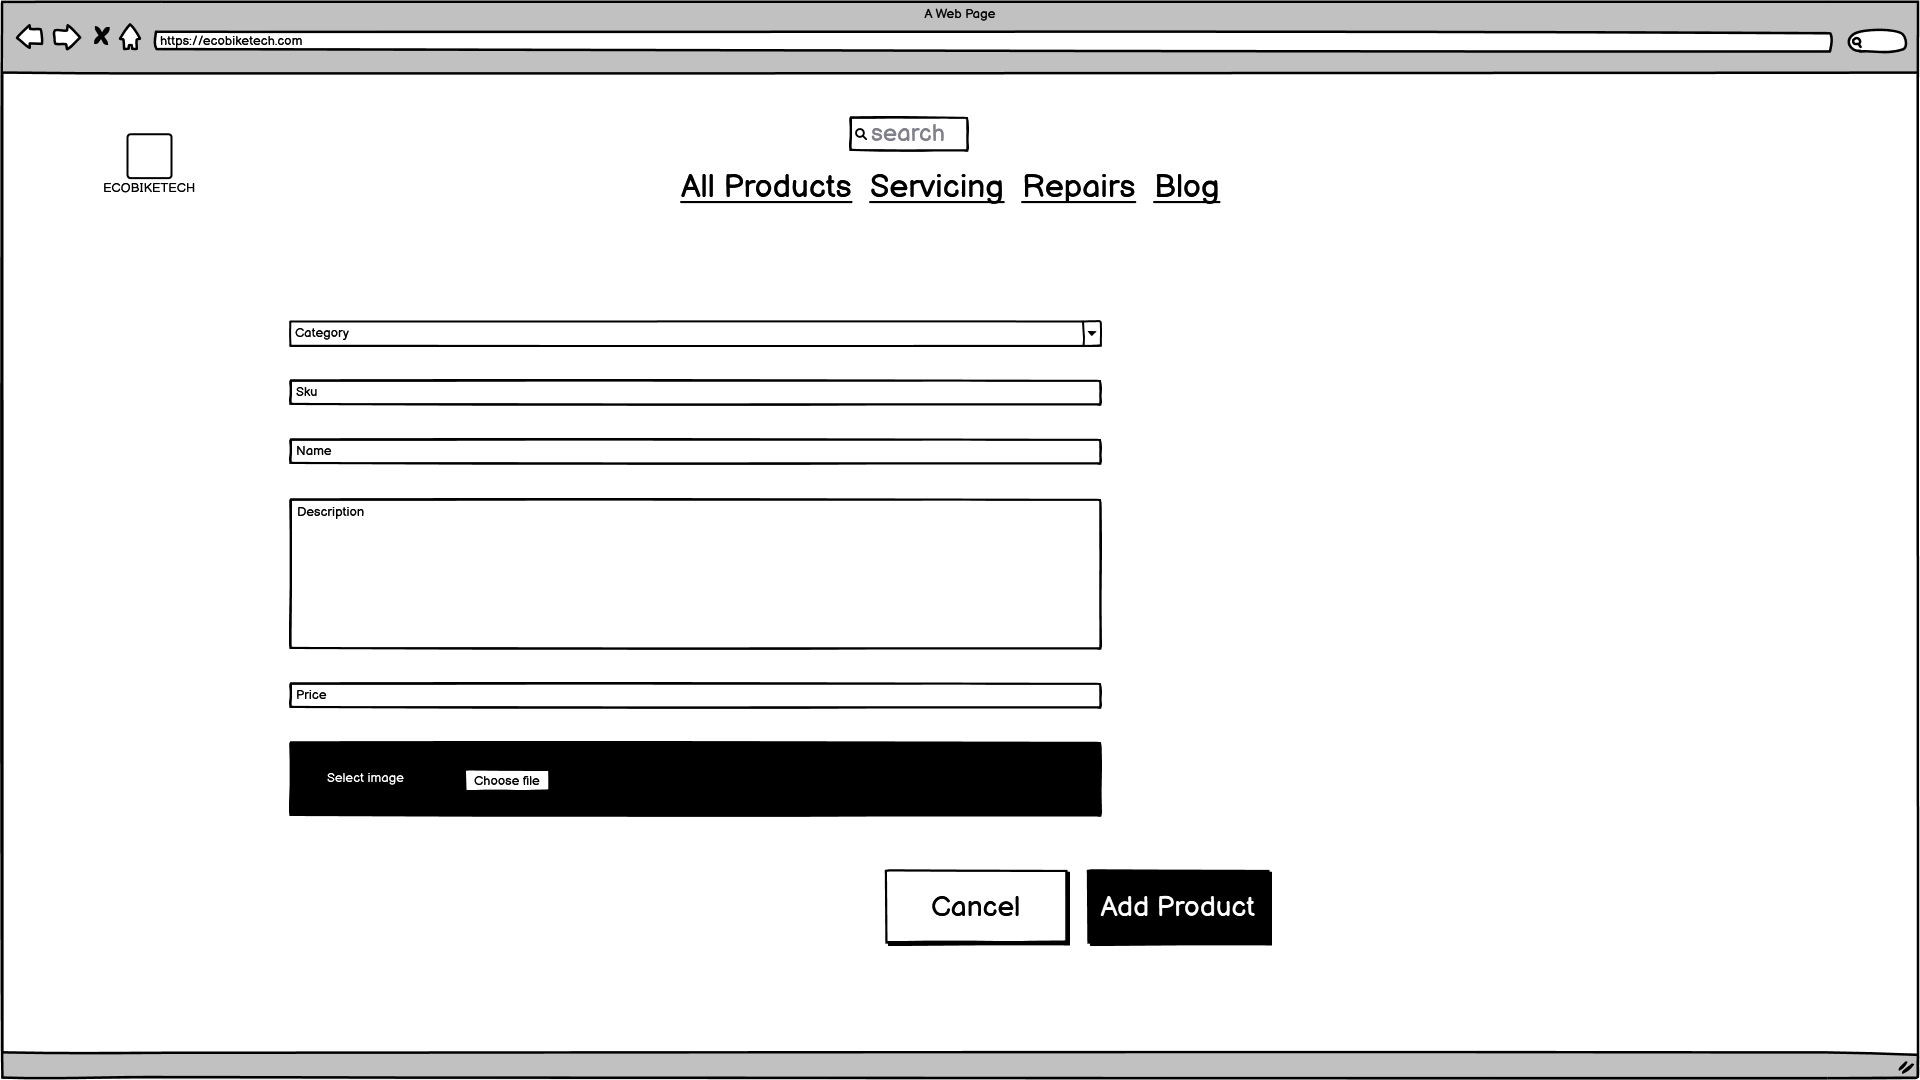 A Web Page
https://ecobiketech.com
search
ECOBIKETECH
All Products Servicing Repairs Blog
Category
Sku
Name
Description
Price
Select image Choose file
Cancel Add Product